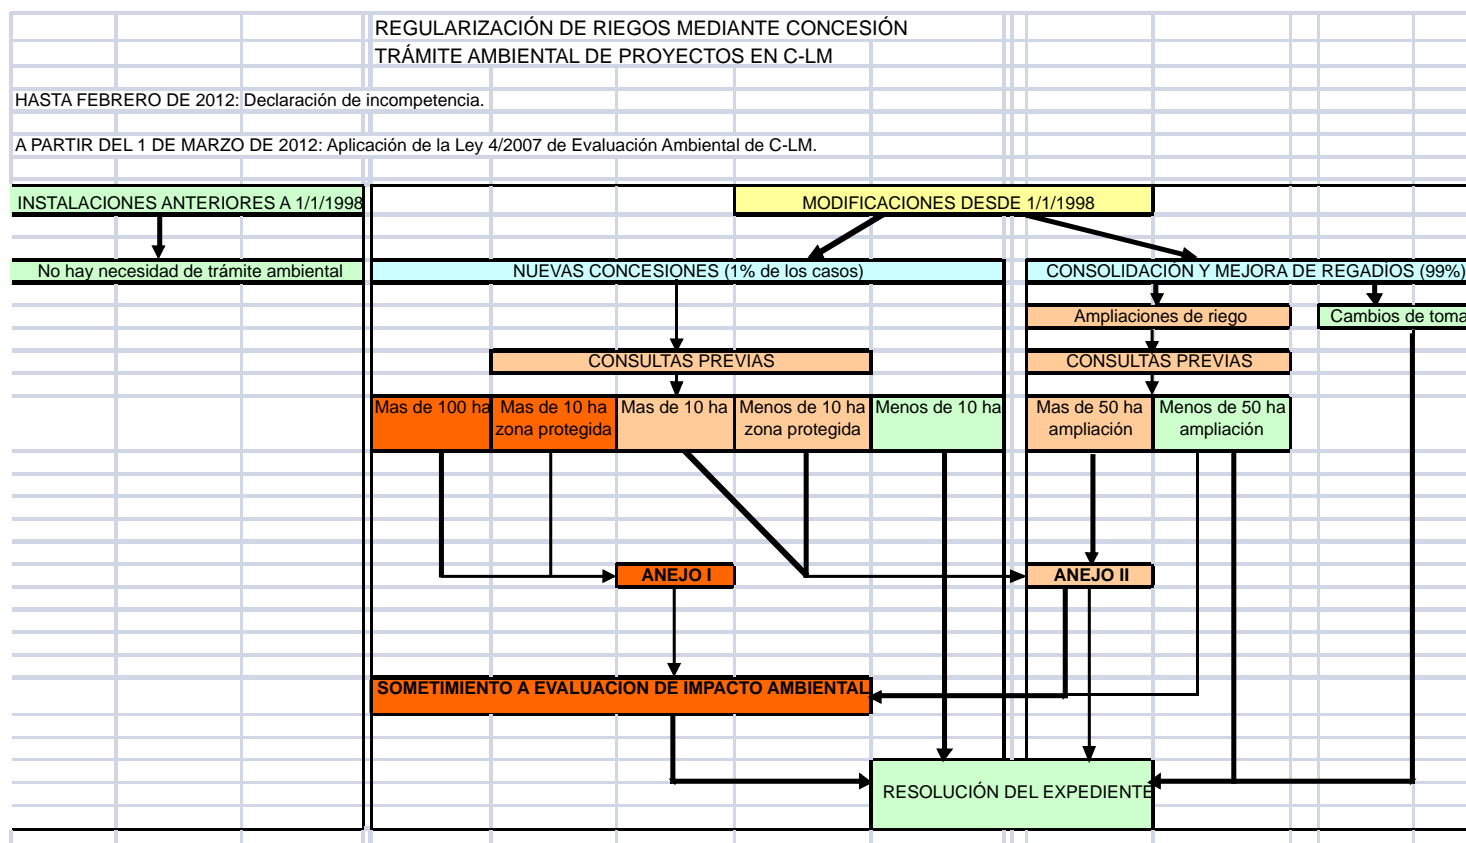 REGULARIZACIÓN DE RIEGOS MEDIANTE CONCESIÓN
TRÁMITE AMBIENTAL DE PROYECTOS EN C-LM
HASTA FEBRERO DE 2012: Declaración de incompetencia.
A PARTIR DEL 1 DE MARZO DE 2012: Aplicación de la Ley 4/2007 de Evaluación Ambiental de C-LM.
INSTALACIONES ANTERIORES A 1/1/1998
MODIFICACIONES DESDE 1/1/1998
No hay necesidad de trámite ambiental
NUEVAS CONCESIONES (1% de los casos)
CONSOLIDACIÓN Y MEJORA DE REGADÍOS (99%)
Ampliaciones de riego
Cambios de toma
CONSULTAS PREVIAS
CONSULTAS PREVIAS
Mas de 100 ha
Mas de 10 ha
zona protegida
Mas de 10 ha
Menos de 10 ha
zona protegida
Menos de 10 ha
Mas de 50 ha
ampliación
Menos de 50 ha
ampliación
ANEJO I
ANEJO II
SOMETIMIENTO A EVALUACION DE IMPACTO AMBIENTAL
RESOLUCIÓN DEL EXPEDIENTE